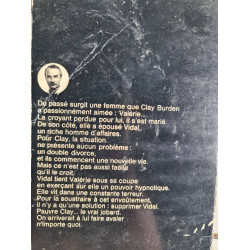 Du passé surgit une femme que Clay Burden
a passionnément aimée : Valérie.
La croyant perdue pour lui, il s'est marié.
De son côté, elle a épousé Vidal,
un riche homme d'affaires.
Pour Clay, la situation
ne présente aucun problème :
un double divorce,
et ils commencent une nouvelle vie.
Mais ce n'est pas aussi facile
qu'il le croit.
Vidal tient Valérie sous sa coupe
en exerçant sur elle un pouvoir hypnotique.
Elle vit dans une constante terreur.
Pour la soustraire à cet envoûtement,
il n'y a qu'une solution : supprimer Vidal.
Pauvre Clay... le vrai jobard.
On arriverait à lui faire avaler
n'importe quoi.